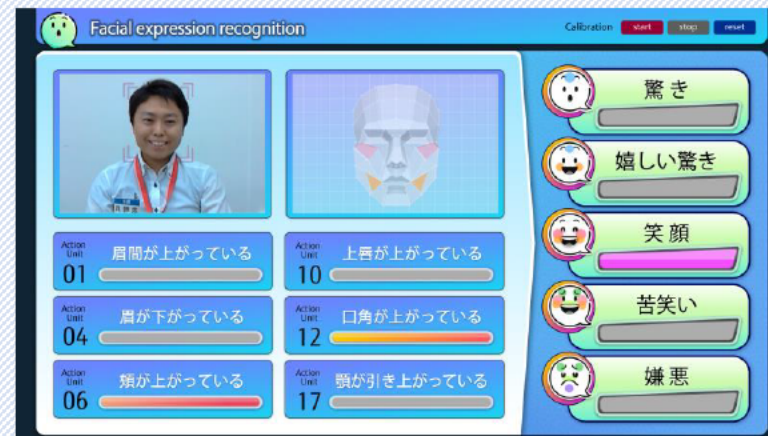 Facial expression recognition
Calibration start stop reset
驚き
嬉しい驚き
笑顔
苦笑い
嫌悪
Action Unit 01 眉間が上がっている
Action Unit 04 眉が下がっている
Action Unit 06 頬が上がっている
Action Unit 10 上唇が上がっている
Action Unit 12 口角が上がっている
Action Unit 17 顎が引き上がっている